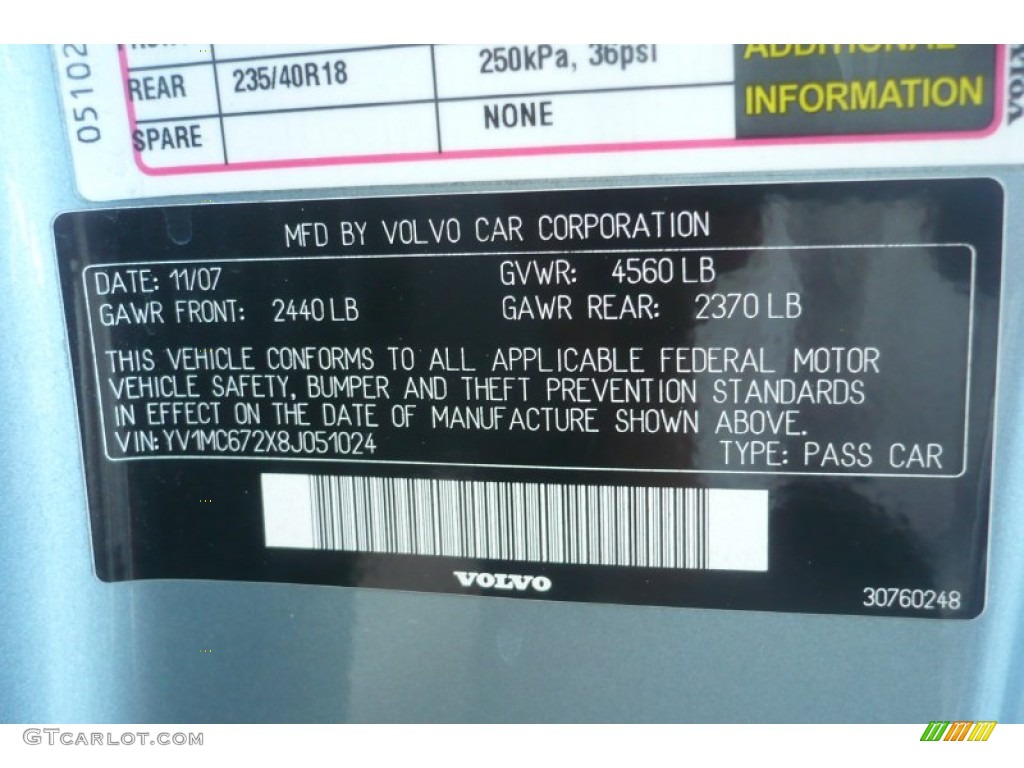 051024
REAR 235/40R18 250kPa, 36psi
SPARE NONE
ADDITIONAL
INFORMATION
VOLVO
MFD BY VOLVO CAR CORPORATION
DATE: 11/07 GVWR: 4560 LB
GAWR FRONT: 2440 LB GAWR REAR: 2370 LB
THIS VEHICLE CONFORMS TO ALL APPLICABLE FEDERAL MOTOR
VEHICLE SAFETY, BUMPER AND THEFT PREVENTION STANDARDS
IN EFFECT ON THE DATE OF MANUFACTURE SHOWN ABOVE.
VIN: YV1MC672X8J051024 TYPE: PASS CAR
VOLVO
30760248
GTCARLOT.COM